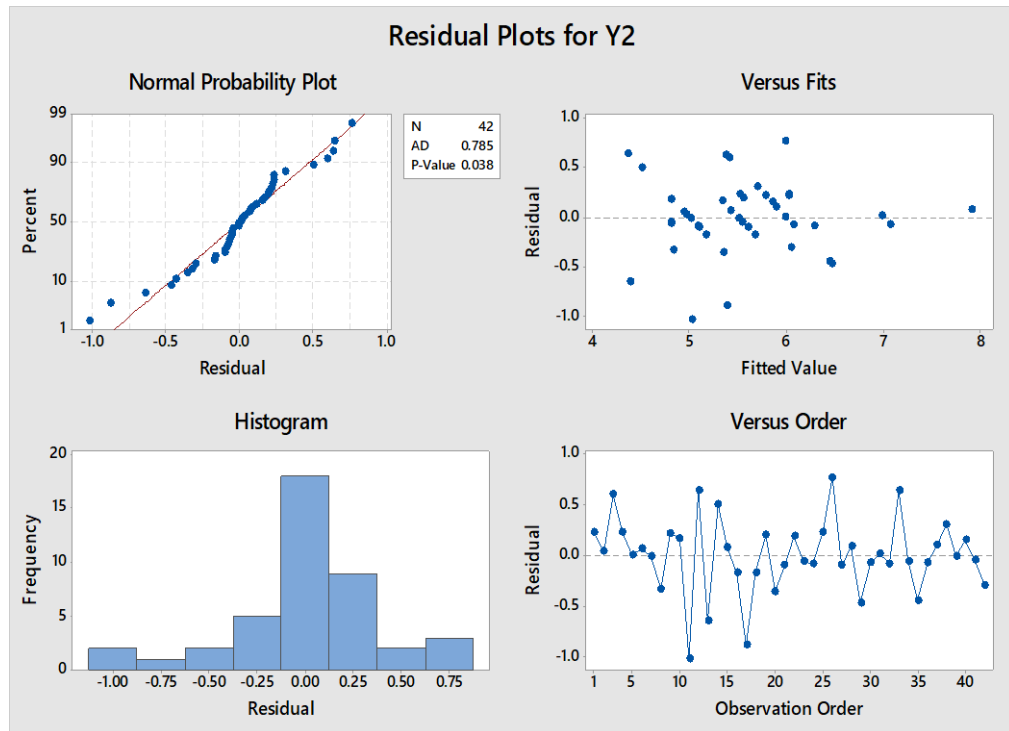 Residual Plots for Y2
Normal Probability Plot
99
90
50
10
1
Percent
-1.0 -0.5 0.0 0.5 1.0
Residual
N 42
AD 0.785
P-Value 0.038
Versus Fits
1.0
0.5
0.0
-0.5
-1.0
Residual
4 5 6 7 8
Fitted Value
Histogram
20
15
10
5
0
Frequency
-1.00 -0.75 -0.50 -0.25 0.00 0.25 0.50 0.75
Residual
Versus Order
1.0
0.5
0.0
-0.5
-1.0
Residual
1 5 10 15 20 25 30 35 40
Observation Order